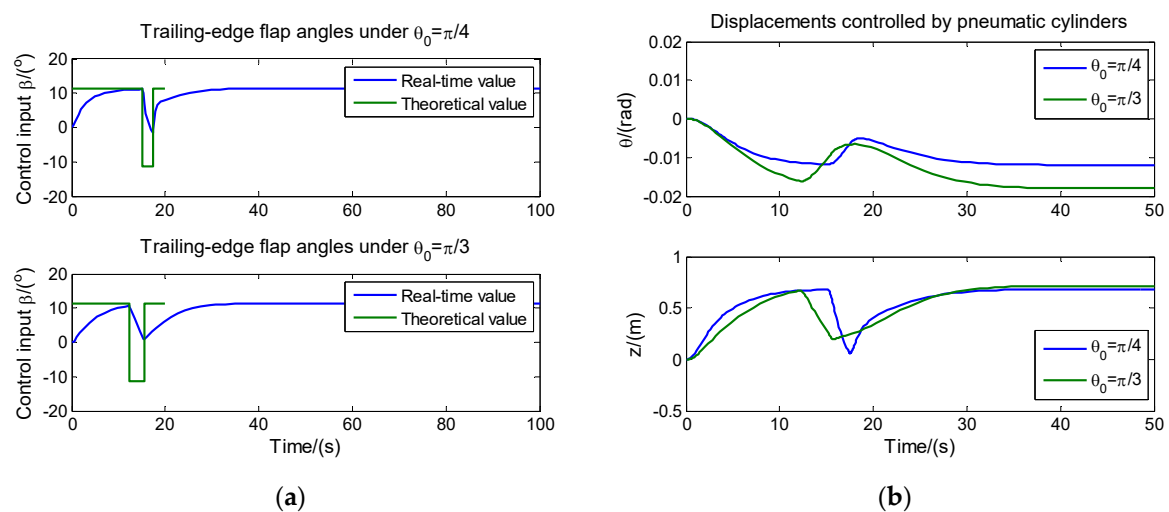 Trailing-edge flap angles under θ0=π/4
Control input β/(°)
20
10
0
-10
-20
Real-time value
Theoretical value
0 20 40 60 80 100
Trailing-edge flap angles under θ0=π/3
Control input β/(°)
20
10
0
-10
-20
Real-time value
Theoretical value
0 20 40 60 80 100
Time/(s)
(a)
Displacements controlled by pneumatic cylinders
θ/(rad)
0.02
0.01
0
-0.01
-0.02
θ0=π/4
θ0=π/3
0 10 20 30 40 50
z/(m)
1
0.5
0
-0.5
θ0=π/4
θ0=π/3
0 10 20 30 40 50
Time/(s)
(b)